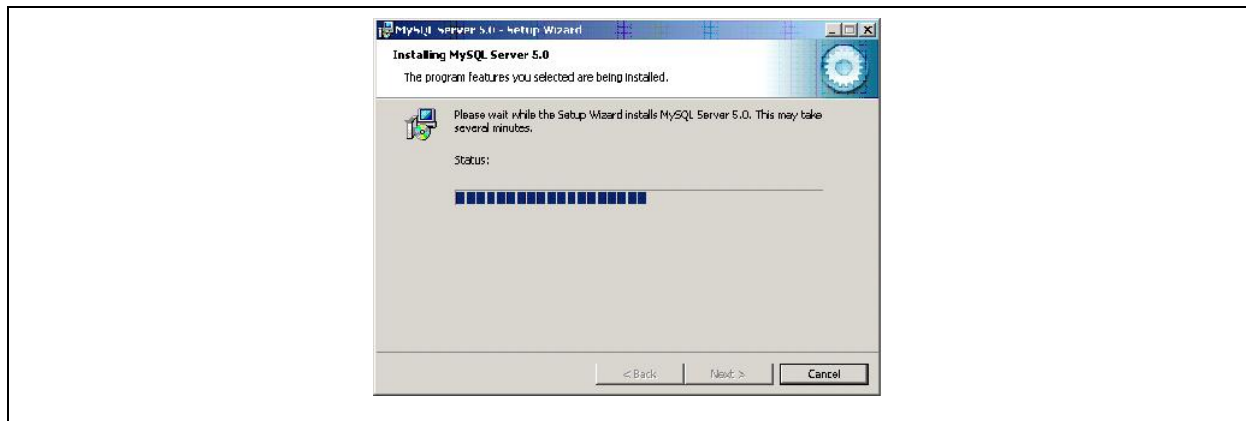 MySQL Server 5.0 - Setup Wizard
Installing MySQL Server 5.0
The program features you selected are being installed.
Please wait while the Setup Wizard installs MySQL Server 5.0. This may take
several minutes.
Status:
< Back
Next >
Cancel